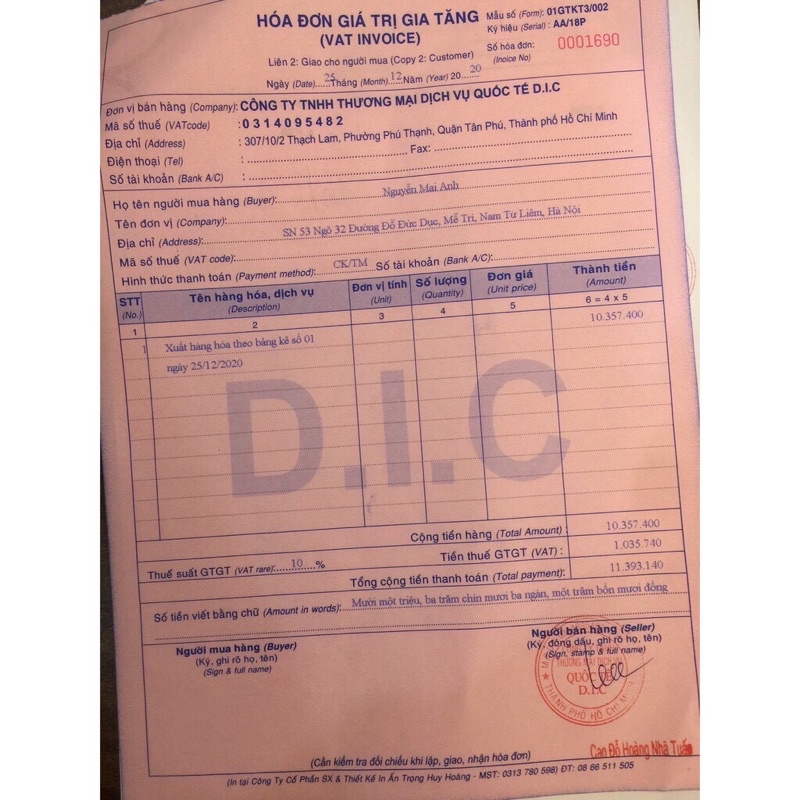 HÓA ĐƠN GIÁ TRỊ GIA TĂNG
(VAT INVOICE)
Liên 2: Giao cho người mua (Copy 2: Customer)
Ngày (Date)....25 Tháng (Month).12 Năm (Year) 20...20
Mẫu số (Form): 01GTKT3/002
Ký hiệu (Serial) : AA/18P
Số hóa đơn: 0001690
(Inoice No)
Đơn vị bán hàng (Company): CÔNG TY TNHH THƯƠNG MẠI DỊCH VỤ QUỐC TẾ D.I.C
Mã số thuế (VATcode) : 0314095482
Địa chỉ (Address) : 307/10/2 Thạch Lam, Phường Phú Thạnh, Quận Tân Phú, Thành phố Hồ Chí Minh
Điện thoại (Tel) : Fax:
Số tài khoản (Bank A/C) :
Họ tên người mua hàng (Buyer): Nguyễn Mai Anh
Tên đơn vị (Company):
Địa chỉ (Address): SN 53 Ngõ 32 Đường Đỗ Đức Dục, Mễ Trì, Nam Từ Liêm, Hà Nội
Mã số thuế (VAT code):
Hình thức thanh toán (Payment method): CK/TM Số tài khoản (Bank A/C):
STT Tên hàng hóa, dịch vụ Đơn vị tính Số lượng Đơn giá Thành tiền
(No.) (Description) (Unit) (Quantity) (Unit price) (Amount)
1 2 3 4 5 6 = 4 x 5
1 Xuất hàng hóa theo bảng kê số 01 10.357.400
ngày 25/12/2020
D.I.C
Cộng tiền hàng (Total Amount) : 10.357.400
Thuế suất GTGT (VAT rare): 10 % Tiền thuế GTGT (VAT) : 1.035.740
Tổng cộng tiền thanh toán (Total payment): 11.393.140
Số tiền viết bằng chữ (Amount in words): Mười một triệu, ba trăm chín mươi ba ngàn, một trăm bốn mươi đồng
Người mua hàng (Buyer)
(Ký, ghi rõ họ, tên)
(Sign & full name)
Người bán hàng (Seller)
(Ký, đóng dấu, ghi rõ họ, tên)
(Sign, stamp & full name)
THƯƠNG MẠI DỊCH VỤ
QUỐC TẾ
D.I.C
THÀNH PHỐ HỒ CHÍ MINH
Cao Đỗ Hoàng Nhã Tuấn
(Cần kiểm tra đối chiếu khi lập, giao, nhận hóa đơn)
(In tại Công Ty Cổ Phần SX & Thiết Kế In Ấn Trọng Huy Hoàng - MST: 0313 780 598) ĐT: 08 66 511 505